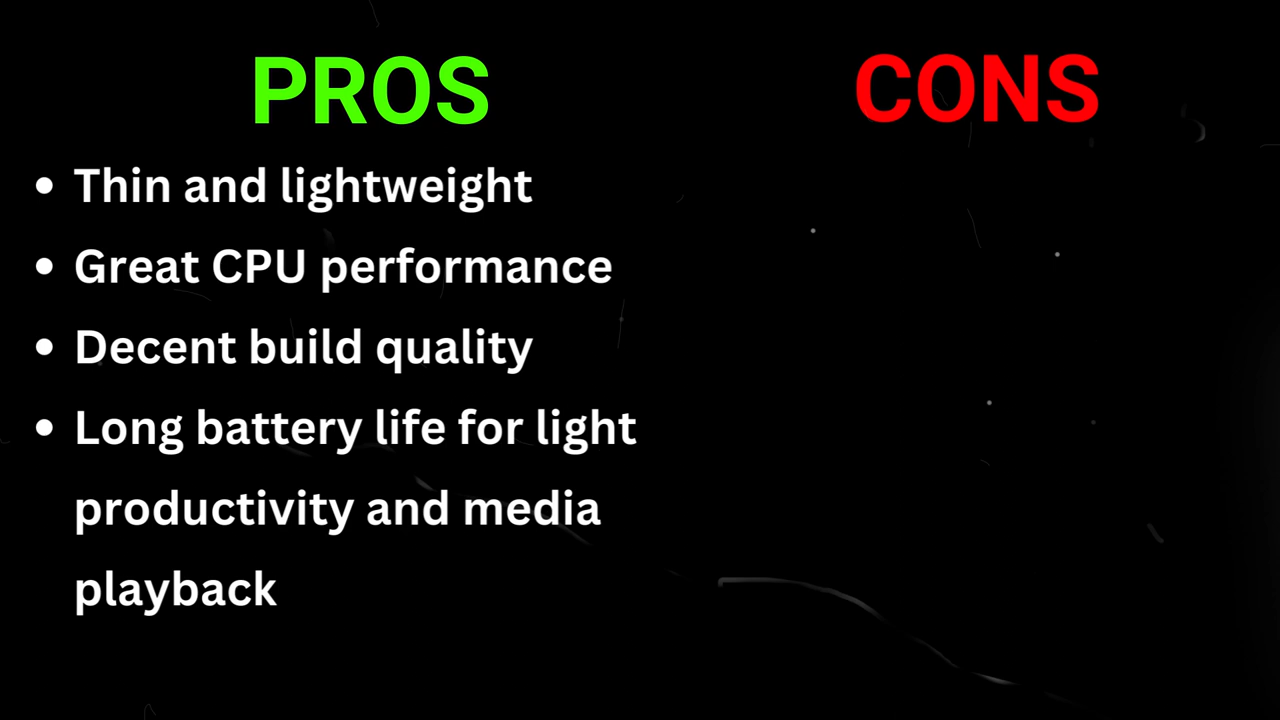 PROS
• Thin and lightweight
• Great CPU performance
• Decent build quality
• Long battery life for light
productivity and media
playback
CONS